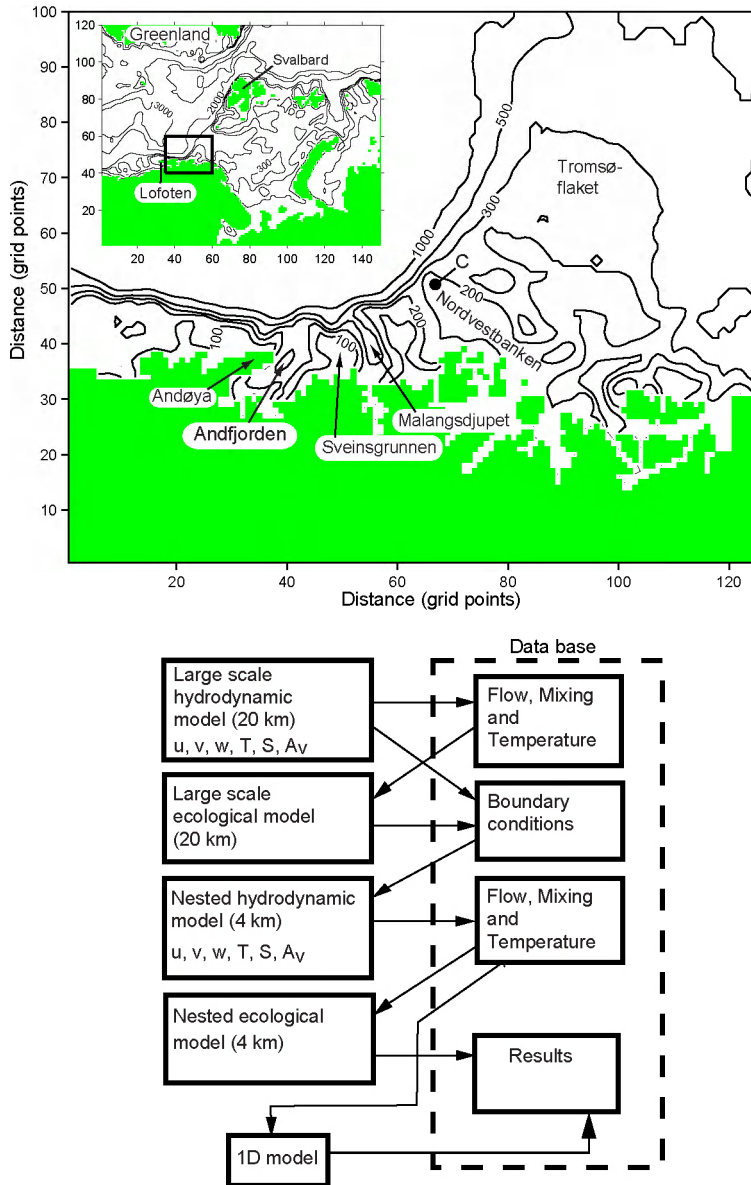 100
90
80
70
60
50
40
30
20
10
Distance (grid points)
20
40
60
80
100
120
Distance (grid points)
120
100
80
60
40
20
0
20
40
60
80
100
120
140
Greenland
Svalbard
3000
2000
300
Lofoten
1000
500
300
Tromsø-
flaket
C
200
Nordvestbanken
200
100
100
Andøya
Andfjorden
Sveinsgrunnen
Malangsdjupet
Data base
Large scale
hydrodynamic
model (20 km)
u, v, w, T, S, AV
Flow, Mixing
and
Temperature
Large scale
ecological model
(20 km)
Boundary
conditions
Nested hydrodynamic
model (4 km)
u, v, w, T, S, AV
Flow, Mixing
and
Temperature
Nested ecological
model (4 km)
Results
1D model